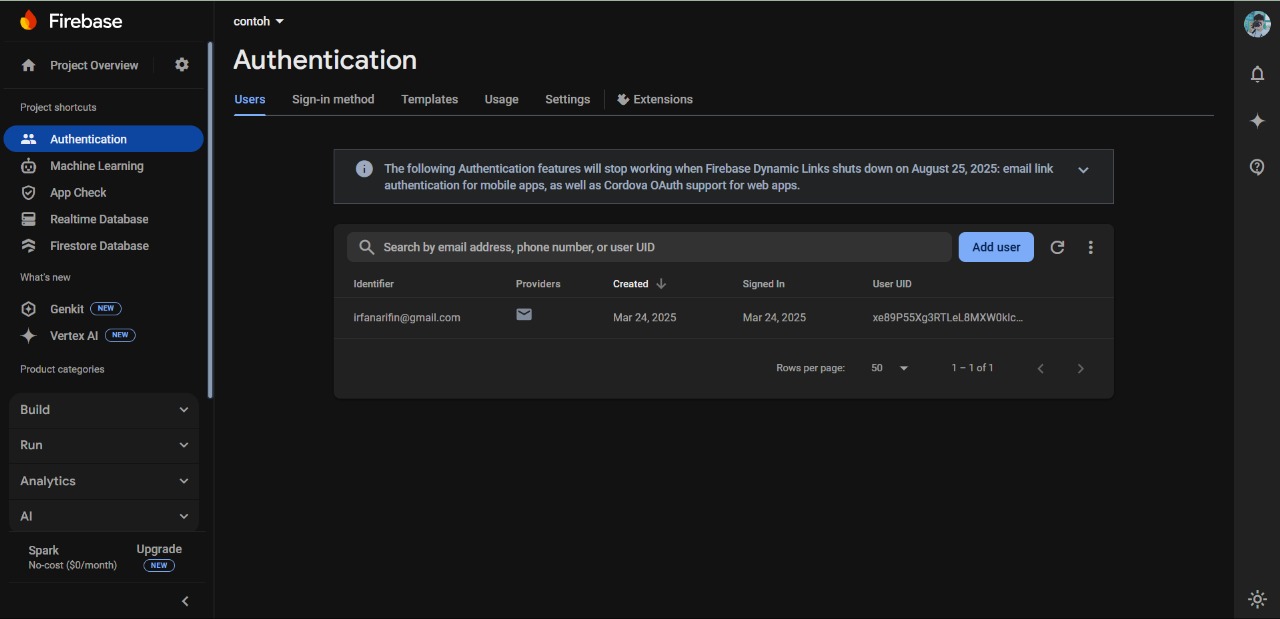 Firebase
Project Overview
Project shortcuts
Authentication
Machine Learning
App Check
Realtime Database
Firestore Database
What's new
Genkit NEW
Vertex AI NEW
Product categories
Build
Run
Analytics
AI
Spark
No-cost ($0/month)
Upgrade
NEW
contoh
Authentication
Users Sign-in method Templates Usage Settings Extensions
The following Authentication features will stop working when Firebase Dynamic Links shuts down on August 25, 2025: email link
authentication for mobile apps, as well as Cordova OAuth support for web apps.
Search by email address, phone number, or user UID Add user
Identifier Providers Created Signed In User UID
irfanarifin@gmail.com Mar 24, 2025 Mar 24, 2025
Rows per page: 50 1 – 1 of 1